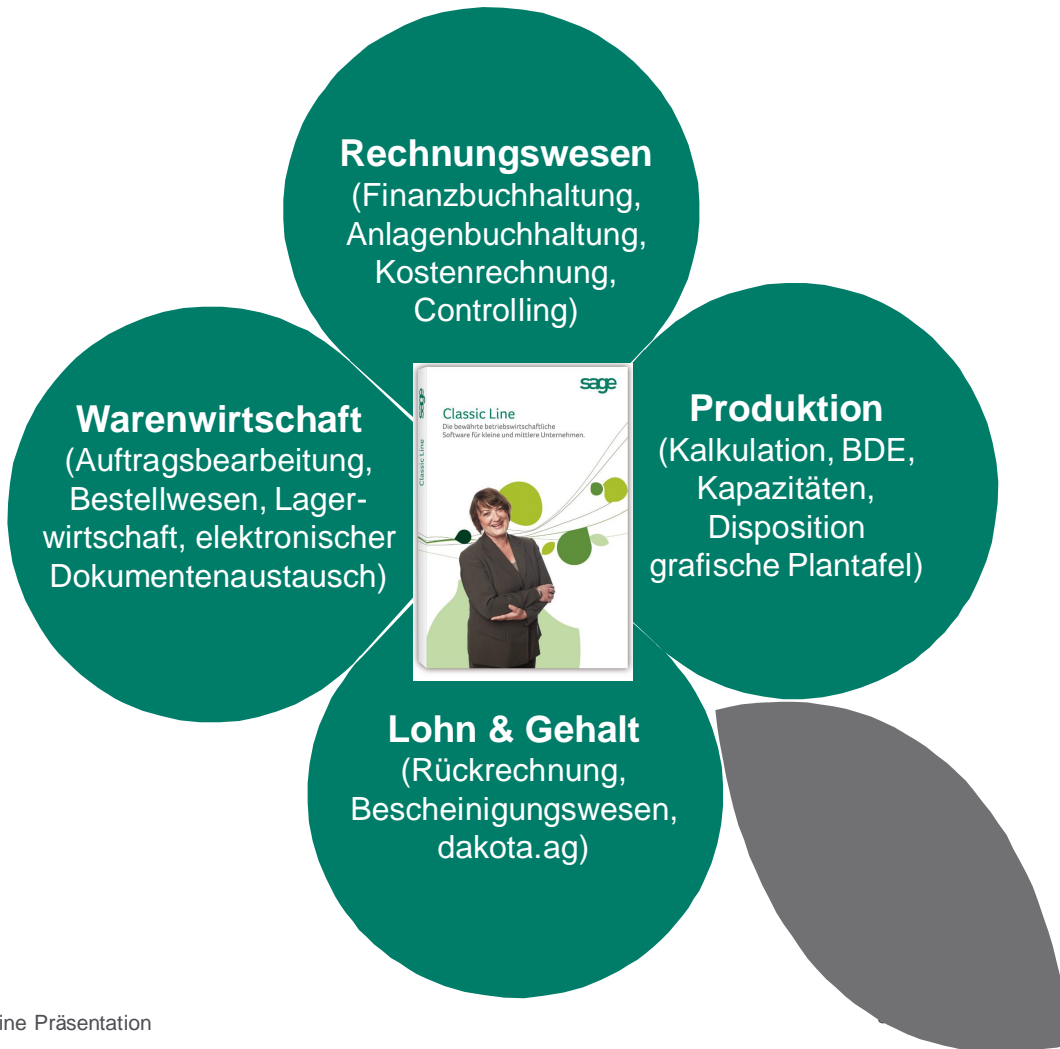 Rechnungswesen
(Finanzbuchhaltung,
Anlagenbuchhaltung,
Kostenrechnung,
Controlling)
Warenwirtschaft
(Auftragsbearbeitung,
Bestellwesen, Lager-
wirtschaft, elektronischer
Dokumentenaustausch)
sage
Classic Line
Die bewährte betriebswirtschaftliche
Software für kleine und mittlere Unternehmen.
sage
Classic Line
Produktion
(Kalkulation, BDE,
Kapazitäten,
Disposition
grafische Plantafel)
Lohn & Gehalt
(Rückrechnung,
Bescheinigungswesen,
dakota.ag)
ine Präsentation